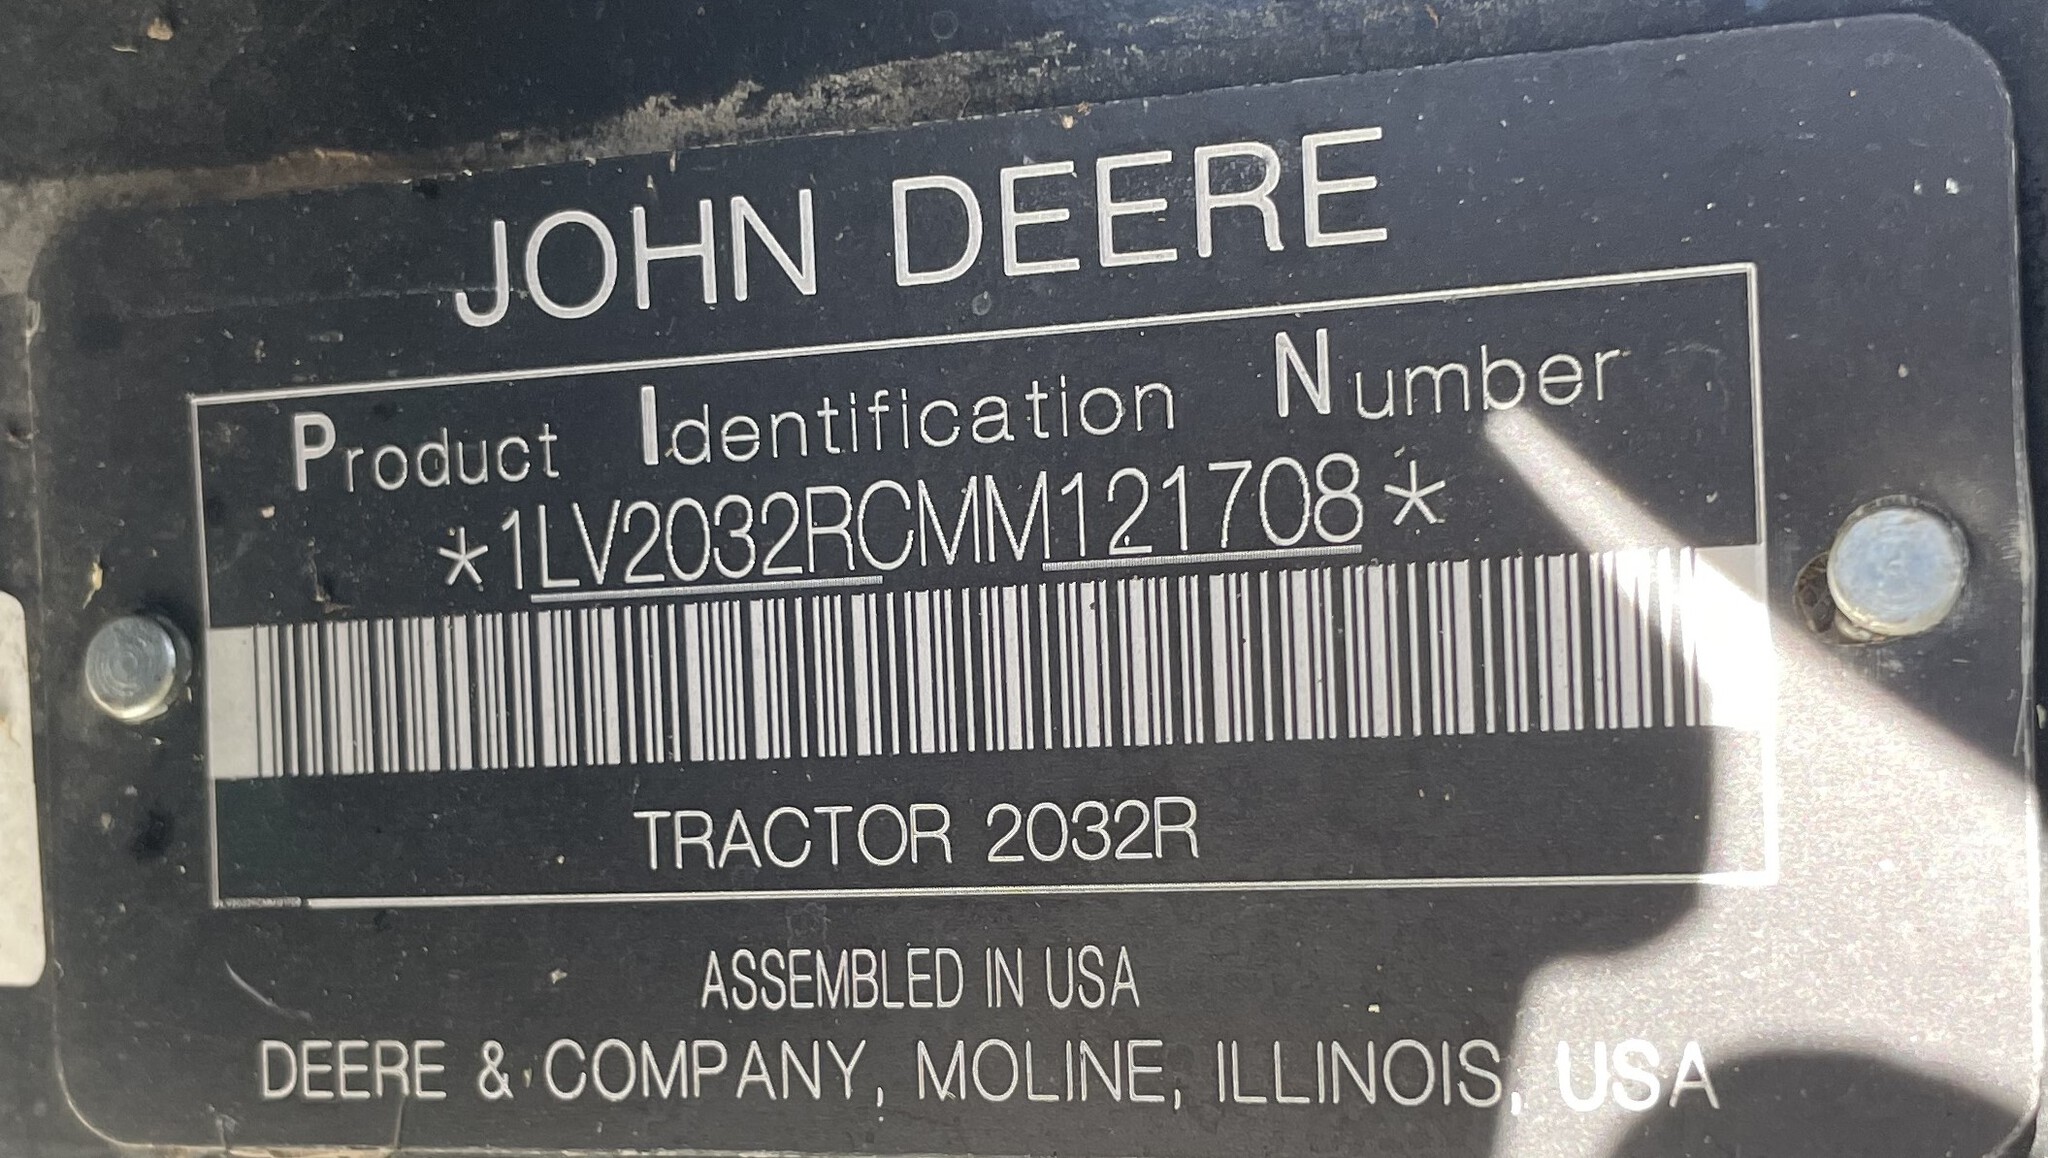 JOHN DEERE
Product Identification Number
*1LV2032RCMM121708*
TRACTOR 2032R
ASSEMBLED IN USA
DEERE & COMPANY, MOLINE, ILLINOIS, USA